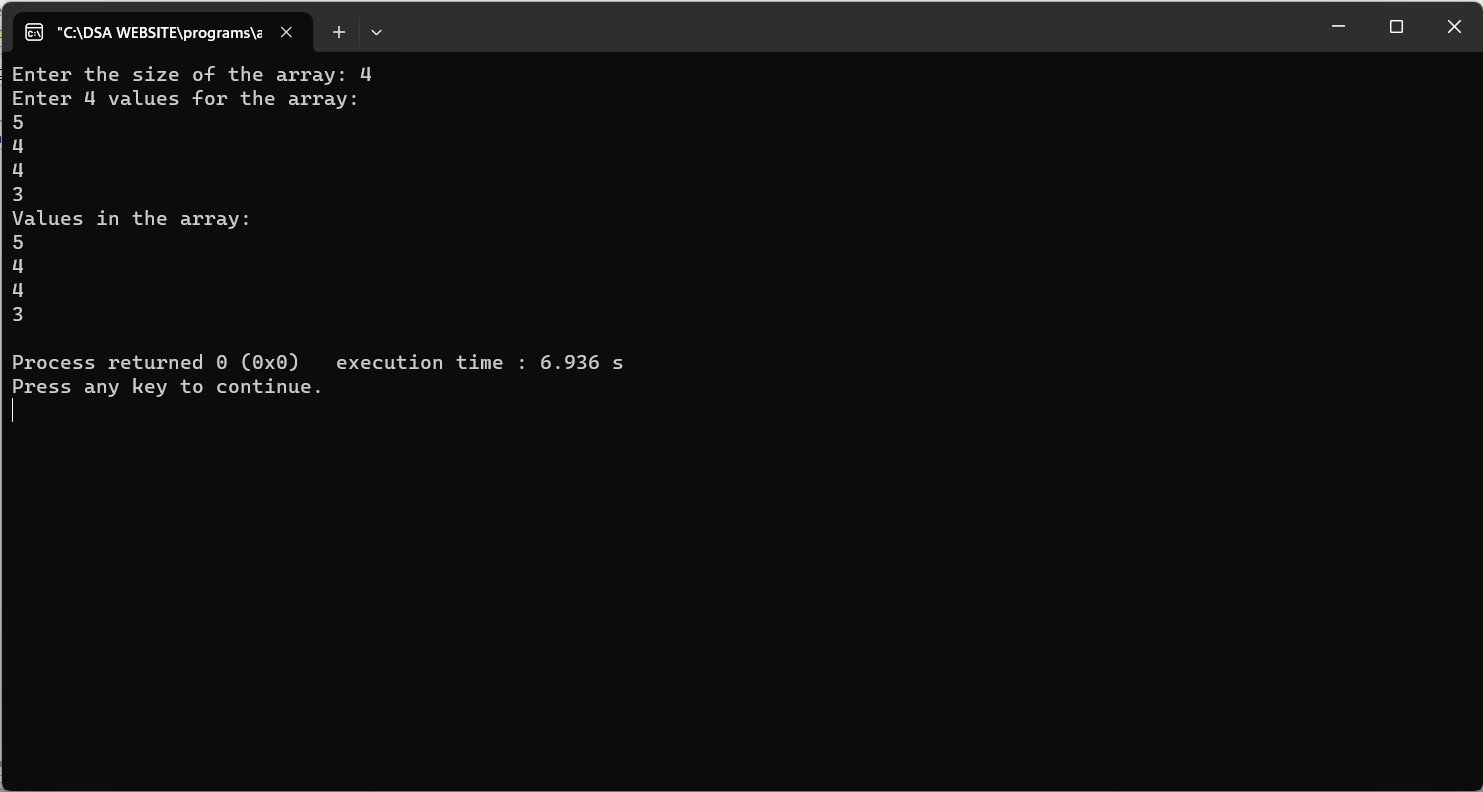 "C:\DSA WEBSITE\programs\a
Enter the size of the array: 4
Enter 4 values for the array:
5
4
4
3
Values in the array:
5
4
4
3
Process returned 0 (0x0)   execution time : 6.936 s
Press any key to continue.